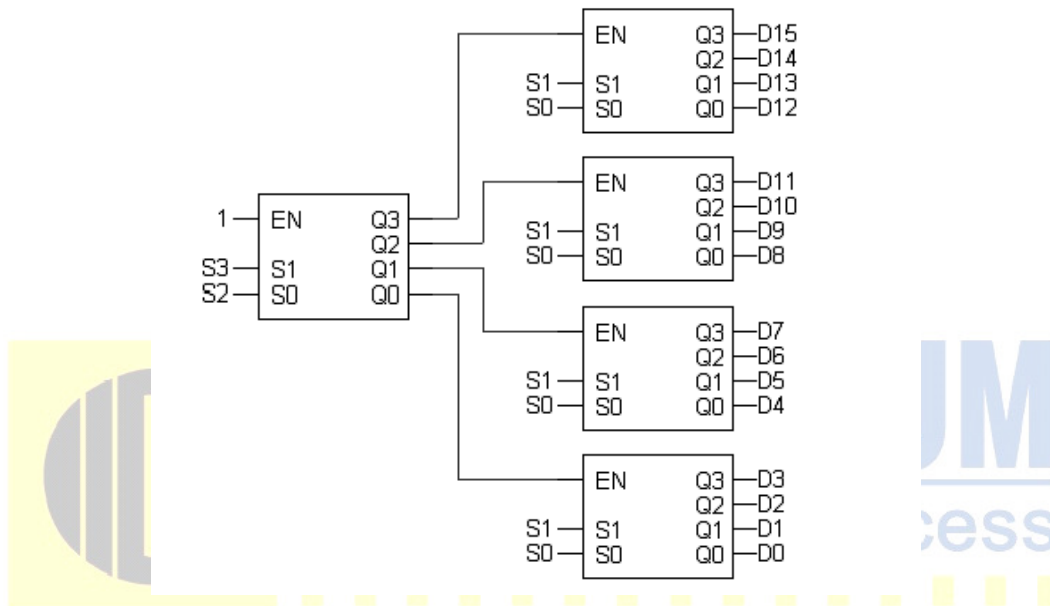 EN Q3 D15
Q2 D14
S1 S1 Q1 D13
S0 S0 Q0 D12
EN Q3 D11
Q2 D10
S1 S1 Q1 D9
S0 S0 Q0 D8
1 EN Q3
Q2
S3 S1 Q1
S2 S0 Q0
EN Q3 D7
Q2 D6
S1 S1 Q1 D5
S0 S0 Q0 D4
EN Q3 D3
Q2 D2
S1 S1 Q1 D1
S0 S0 Q0 D0